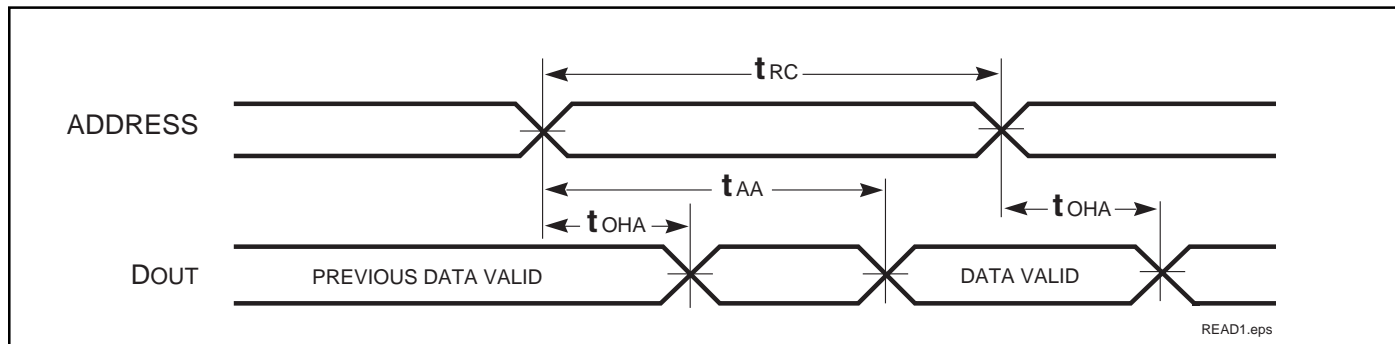 tRC
ADDRESS
tAA
tOHA
tOHA
DOUT
PREVIOUS DATA VALID
DATA VALID
READ1.eps